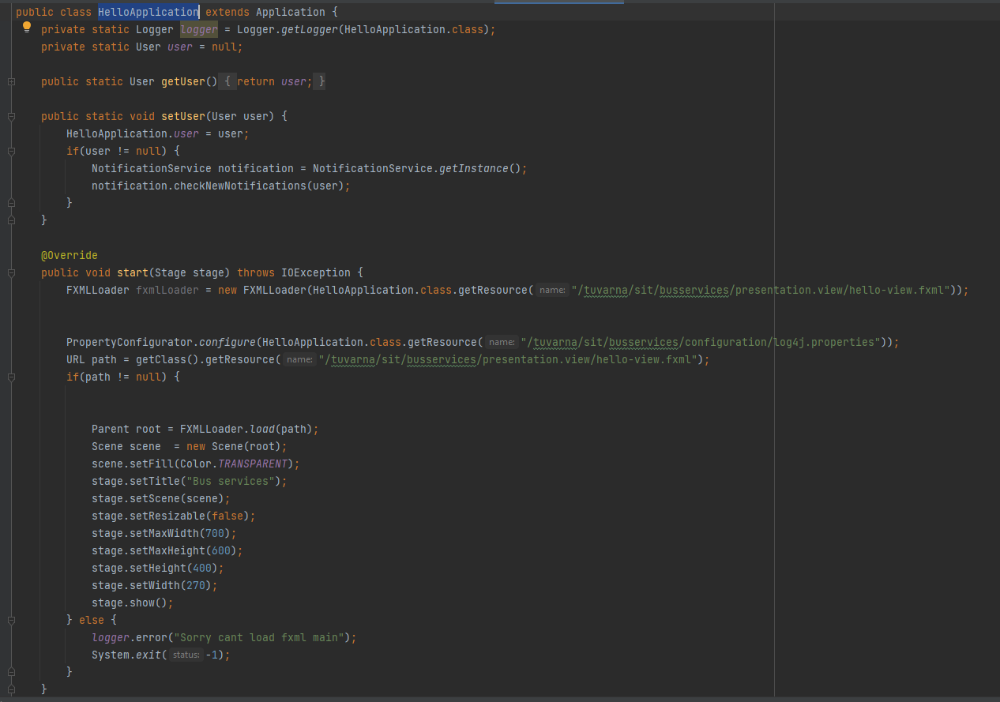 public class HelloApplication extends Application {
    private static Logger logger = Logger.getLogger(HelloApplication.class);
    private static User user = null;
    public static User getUser() { return user; }
    public static void setUser(User user) {
        HelloApplication.user = user;
        if(user != null) {
            NotificationService notification = NotificationService.getInstance();
            notification.checkNewNotifications(user);
        }
    }
    @Override
    public void start(Stage stage) throws IOException {
        FXMLLoader fxmlLoader = new FXMLLoader(HelloApplication.class.getResource( name: "/tuvarna/sit/busservices/presentation.view/hello-view.fxml"));
        PropertyConfigurator.configure(HelloApplication.class.getResource( name: "/tuvarna/sit/busservices/configuration/log4j.properties"));
        URL path = getClass().getResource( name: "/tuvarna/sit/busservices/presentation.view/hello-view.fxml");
        if(path != null) {
            Parent root = FXMLLoader.load(path);
            Scene scene  = new Scene(root);
            scene.setFill(Color.TRANSPARENT);
            stage.setTitle("Bus services");
            stage.setScene(scene);
            stage.setResizable(false);
            stage.setMaxWidth(700);
            stage.setMaxHeight(600);
            stage.setHeight(400);
            stage.setWidth(270);
            stage.show();
        } else {
            logger.error("Sorry cant load fxml main");
            System.exit( status: -1);
        }
    }